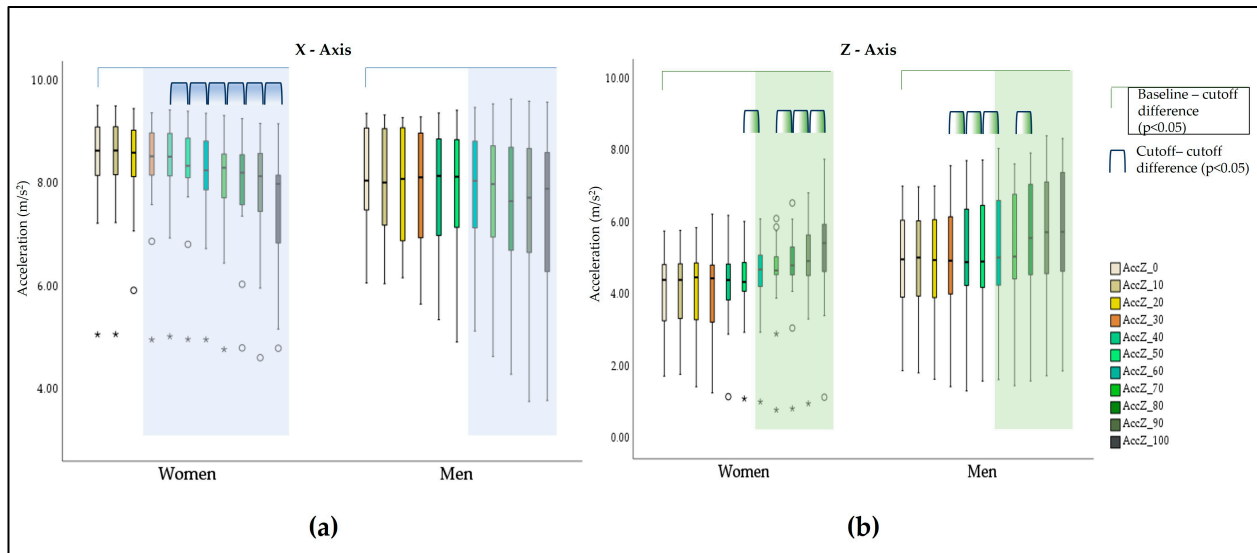 X - Axis
Z - Axis
10.00
8.00
6.00
4.00
Acceleration (m/s²)
Women
Men
(a)
10.00
8.00
6.00
4.00
2.00
0.00
Acceleration (m/s²)
Women
Men
(b)
Baseline – cutoff
difference
(p<0.05)
Cutoff– cutoff
difference (p<0.05)
AccZ_0
AccZ_10
AccZ_20
AccZ_30
AccZ_40
AccZ_50
AccZ_60
AccZ_70
AccZ_80
AccZ_90
AccZ_100